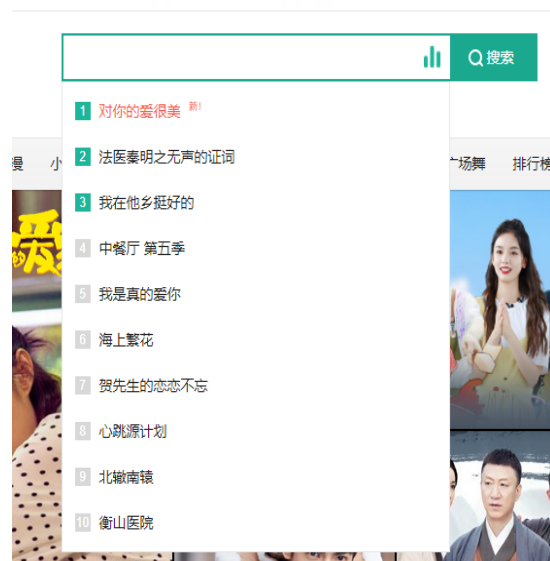 搜索
1 对你的爱很美 新!
2 法医秦明之无声的证词
漫 小 广场舞 排行榜
3 我在他乡挺好的
4 中餐厅 第五季
爱
的
5 我是真的爱你
6 海上繁花
7 贺先生的恋恋不忘
8 心跳源计划
9 北辙南辕
10 衡山医院